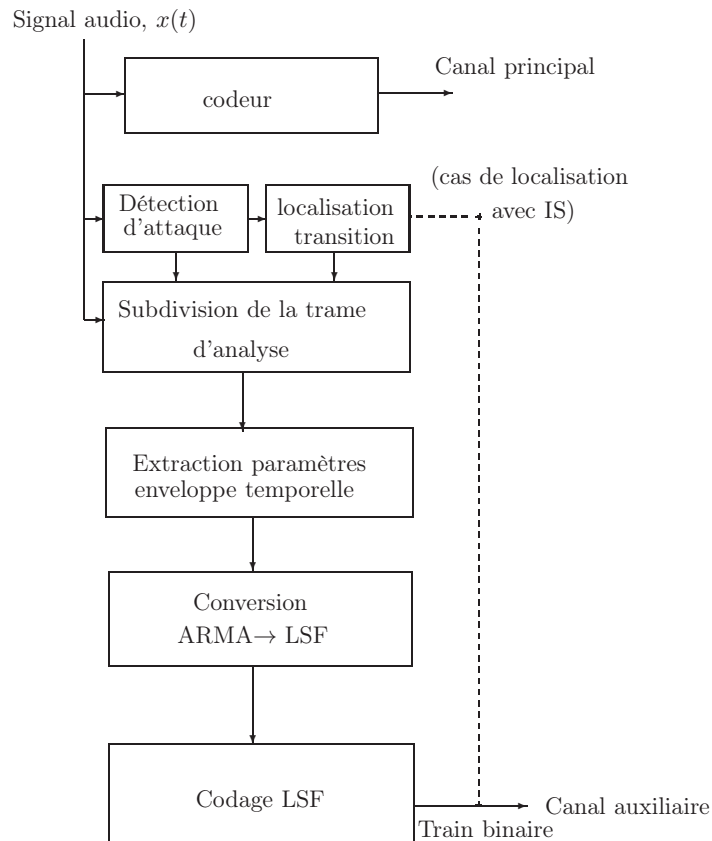 Signal audio, x(t)
Canal principal
codeur
(cas de localisation
avec IS)
Détection
d'attaque
localisation
transition
Subdivision de la trame
d'analyse
Extraction paramètres
enveloppe temporelle
Conversion
ARMA→ LSF
Codage LSF
Canal auxiliaire
Train binaire